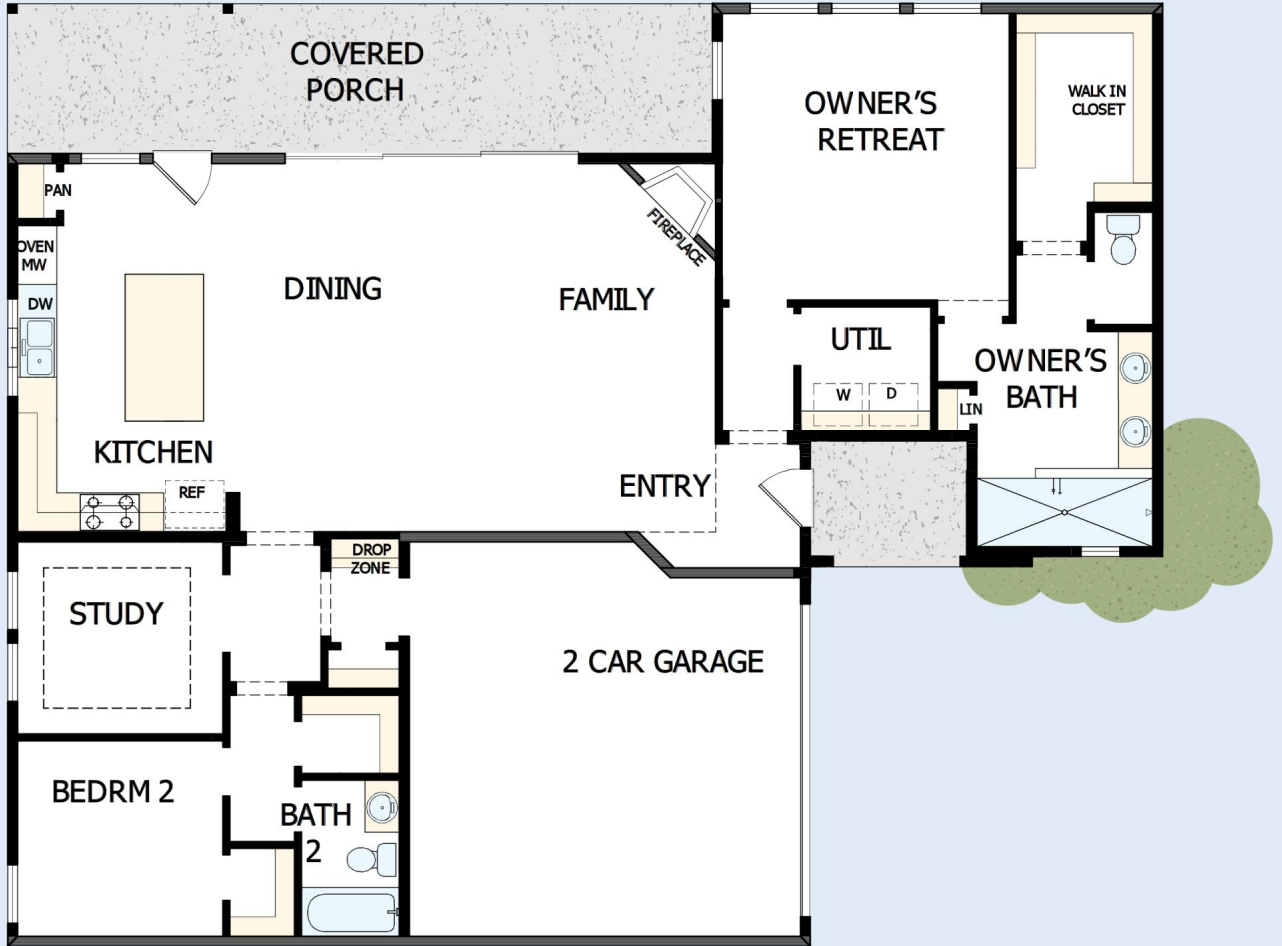 COVERED
PORCH
OWNER'S
RETREAT
WALK IN
CLOSET
PAN
OVEN
MW
DW
DINING
FAMILY
FIREPLACE
UTIL
W
D
OWNER'S
BATH
LIN
KITCHEN
REF
ENTRY
DROP
ZONE
STUDY
2 CAR GARAGE
BEDRM 2
BATH
2